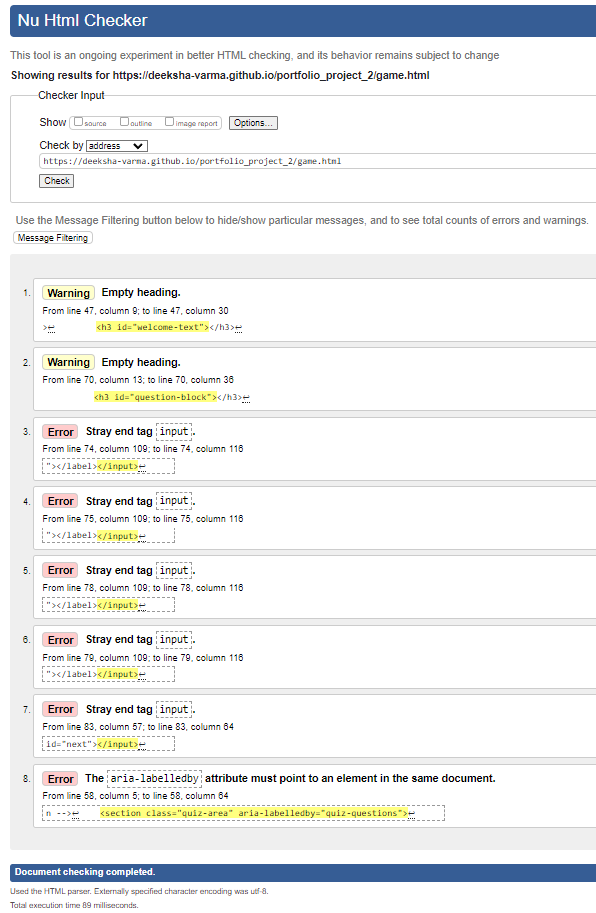 Nu Html Checker
This tool is an ongoing experiment in better HTML checking, and its behavior remains subject to change
Showing results for https://deeksha-varma.github.io/portfolio_project_2/game.html
Checker Input
Show source outline image report Options...
Check by address
https://deeksha-varma.github.io/portfolio_project_2/game.html
Check
Use the Message Filtering button below to hide/show particular messages, and to see total counts of errors and warnings.
Message Filtering
1. Warning Empty heading.
From line 47, column 9; to line 47, column 30
>↩ <h3 id="welcome-text"></h3>↩
2. Warning Empty heading.
From line 70, column 13; to line 70, column 36
<h3 id="question-block"></h3>↩
3. Error Stray end tag input.
From line 74, column 109; to line 74, column 116
"></label></input>↩
4. Error Stray end tag input.
From line 75, column 109; to line 75, column 116
"></label></input>↩
5. Error Stray end tag input.
From line 78, column 109; to line 78, column 116
"></label></input>↩
6. Error Stray end tag input.
From line 79, column 109; to line 79, column 116
"></label></input>↩
7. Error Stray end tag input.
From line 83, column 57; to line 83, column 64
id="next"></input>↩
8. Error The aria-labelledby attribute must point to an element in the same document.
From line 58, column 5; to line 58, column 64
n -->↩ <section class="quiz-area" aria-labelledby="quiz-questions">↩
Document checking completed.
Used the HTML parser. Externally specified character encoding was utf-8.
Total execution time 89 milliseconds.